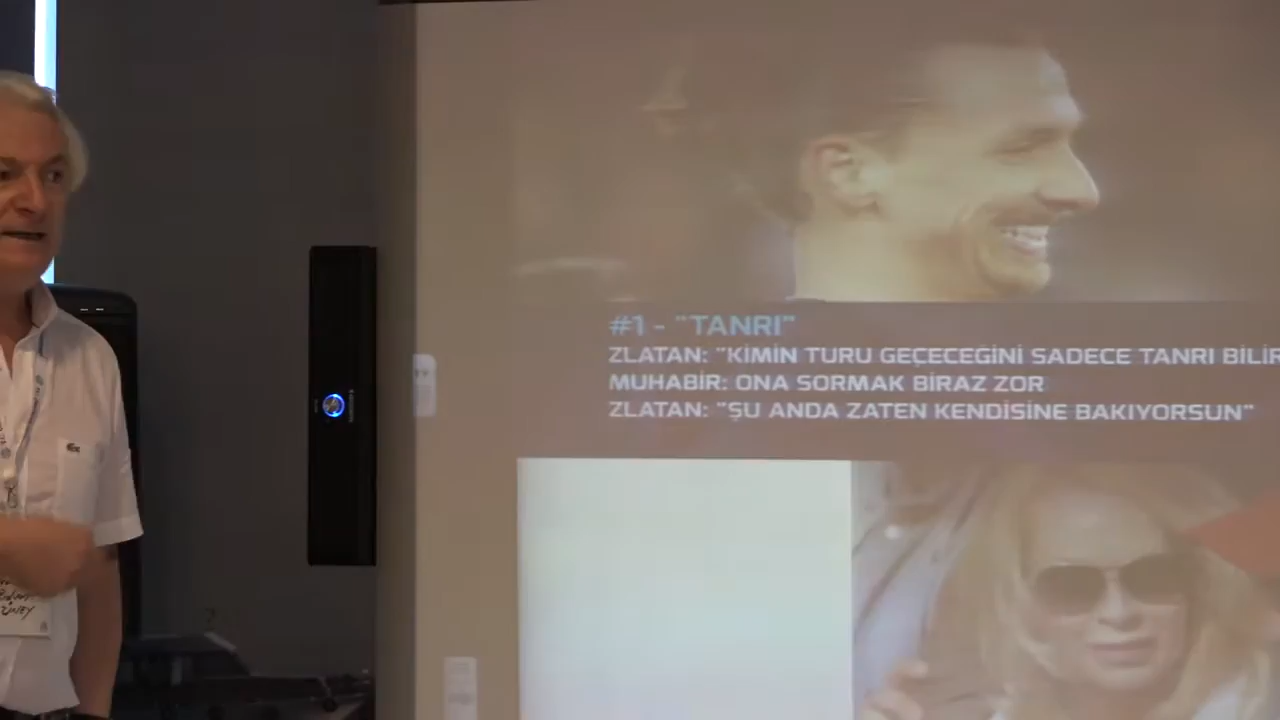 #1 - "TANRI"
ZLATAN: "KİMİN TURU GEÇECEĞİNİ SADECE TANRI BİLİR
MUHABİR: ONA SORMAK BİRAZ ZOR
ZLATAN: "ŞU ANDA ZATEN KENDİSİNE BAKIYORSUN"